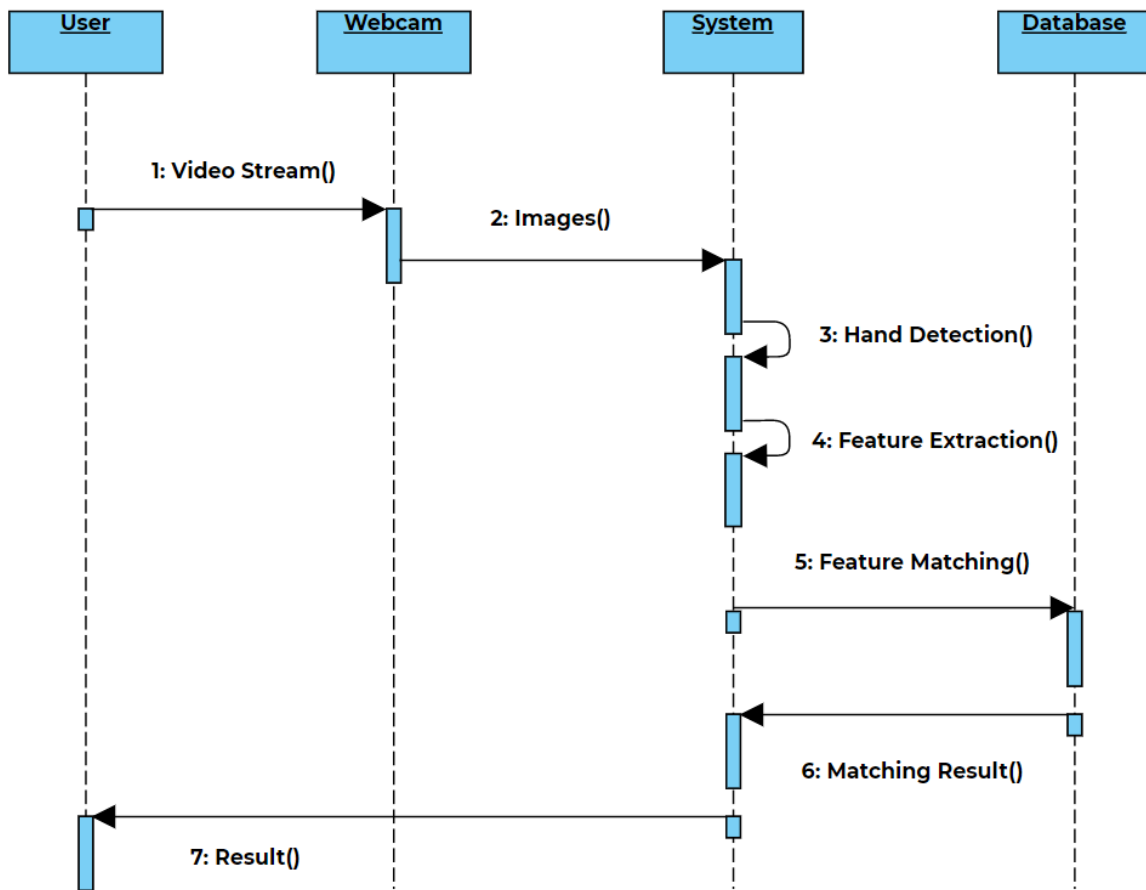 User
Webcam
System
Database
1: Video Stream()
2: Images()
3: Hand Detection()
4: Feature Extraction()
5: Feature Matching()
6: Matching Result()
7: Result()